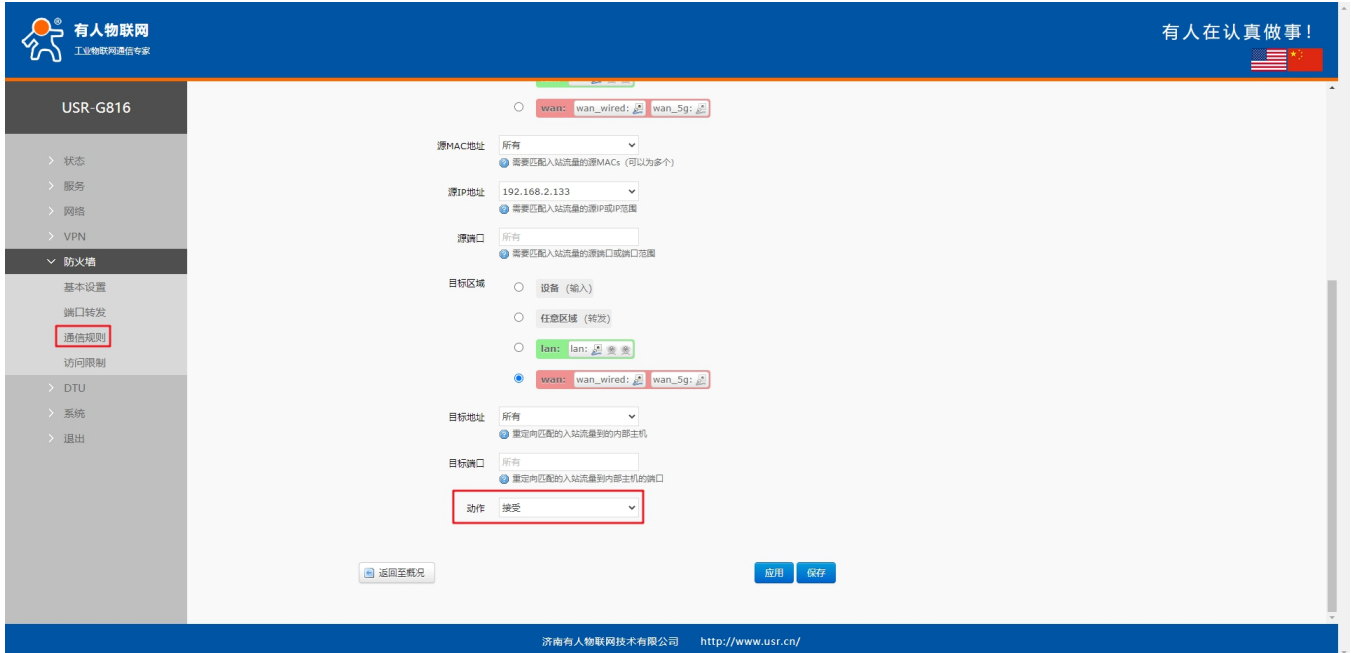 有人物联网
工业物联网通信专家
有人在认真做事!
USR-G816
状态
服务
网络
VPN
防火墙
基本设置
端口转发
通信规则
访问限制
DTU
系统
退出
wan: wan_wired: wan_5g:
源MAC地址 所有
需要匹配入站流量的源MACs (可以为多个)
源IP地址 192.168.2.133
需要匹配入站流量的源IP或IP范围
源端口 所有
需要匹配入站流量的源端口或端口范围
目标区域 设备 (输入)
任意区域 (转发)
lan: lan:
wan: wan_wired: wan_5g:
目标地址 所有
重定向匹配的入站流量到的内部主机
目标端口 所有
重定向匹配的入站流量到内部主机的端口
动作 接受
返回至概况 应用 保存
济南有人物联网技术有限公司 http://www.usr.cn/